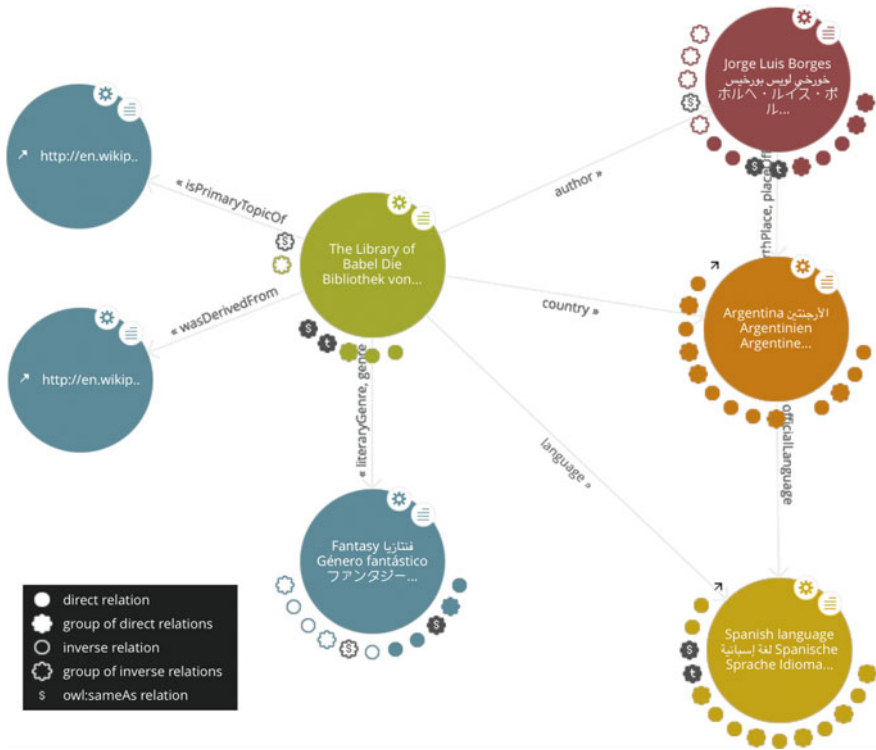 Jorge Luis Borges
خورخي لويس بورخيس
ホルヘ・ルイス・ボ
ル...
↗ http://en.wikip..
« isPrimaryTopicOf
author »
rthPlace, placeOf
The Library of
Babel Die
Bibliothek von...
country »
Argentina الأرجنتين
Argentinien
Argentine...
« wasDerivedFrom
↗ http://en.wikip..
« literaryGenre, genre
language »
officialLanguage
Fantasy فنتازيا
Género fantástico
ファンタジー...
Spanish language
لغة إسبانية Spanische
Sprache Idioma...
direct relation
group of direct relations
inverse relation
group of inverse relations
s owl:sameAs relation